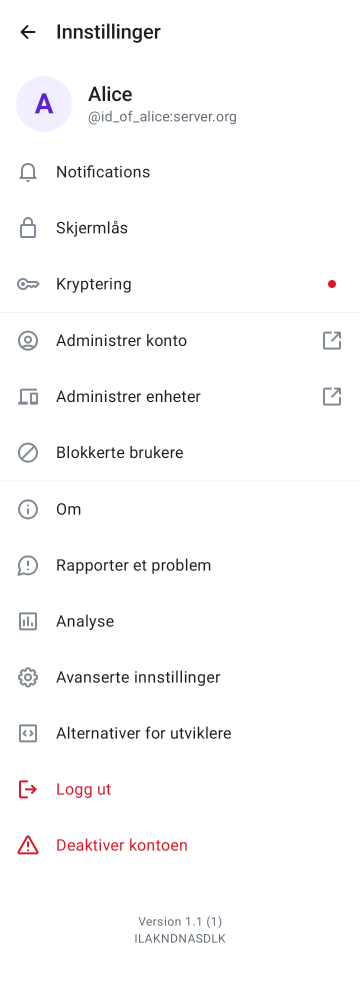 Innstillinger
A
Alice
@id_of_alice:server.org
Notifications
Skjermlås
Kryptering
Administrer konto
Administrer enheter
Blokkerte brukere
Om
Rapporter et problem
Analyse
Avanserte innstillinger
Alternativer for utviklere
Logg ut
Deaktiver kontoen
Version 1.1 (1)
ILAKNDNASDLK